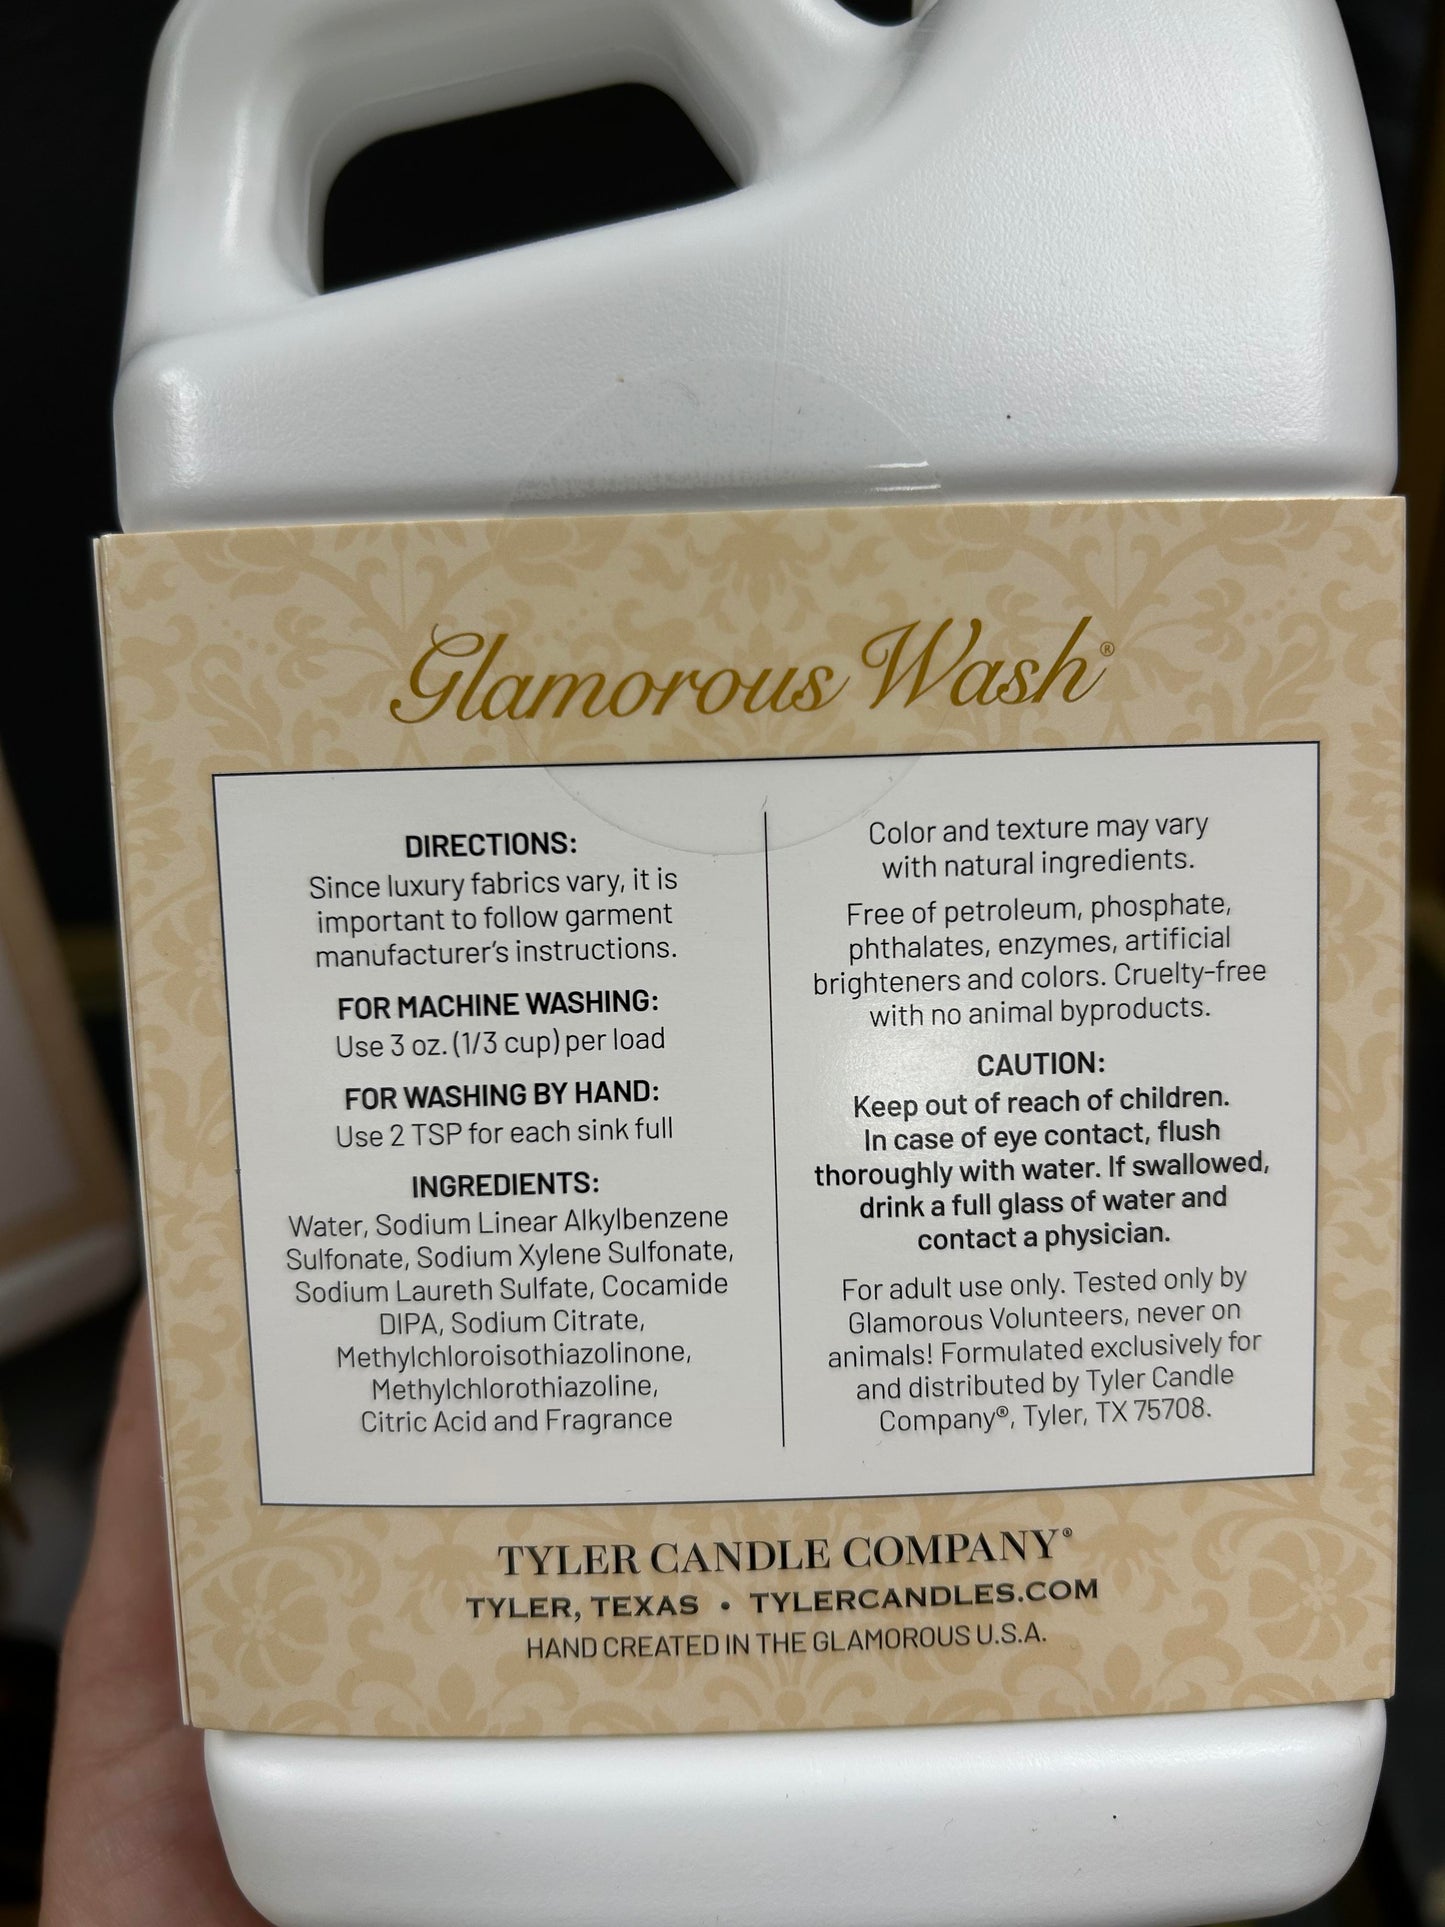 Glamorous Wash®
DIRECTIONS:
Since luxury fabrics vary, it is
important to follow garment
manufacturer's instructions.
FOR MACHINE WASHING:
Use 3 oz. (1/3 cup) per load
FOR WASHING BY HAND:
Use 2 TSP for each sink full
INGREDIENTS:
Water, Sodium Linear Alkylbenzene
Sulfonate, Sodium Xylene Sulfonate,
Sodium Laureth Sulfate, Cocamide
DIPA, Sodium Citrate,
Methylchloroisothiazolinone,
Methylchlorothiazoline,
Citric Acid and Fragrance
Color and texture may vary
with natural ingredients.
Free of petroleum, phosphate,
phthalates, enzymes, artificial
brighteners and colors. Cruelty-free
with no animal byproducts.
CAUTION:
Keep out of reach of children.
In case of eye contact, flush
thoroughly with water. If swallowed,
drink a full glass of water and
contact a physician.
For adult use only. Tested only by
Glamorous Volunteers, never on
animals! Formulated exclusively for
and distributed by Tyler Candle
Company®, Tyler, TX 75708.
TYLER CANDLE COMPANY®
TYLER, TEXAS • TYLERCANDLES.COM
HAND CREATED IN THE GLAMOROUS U.S.A.